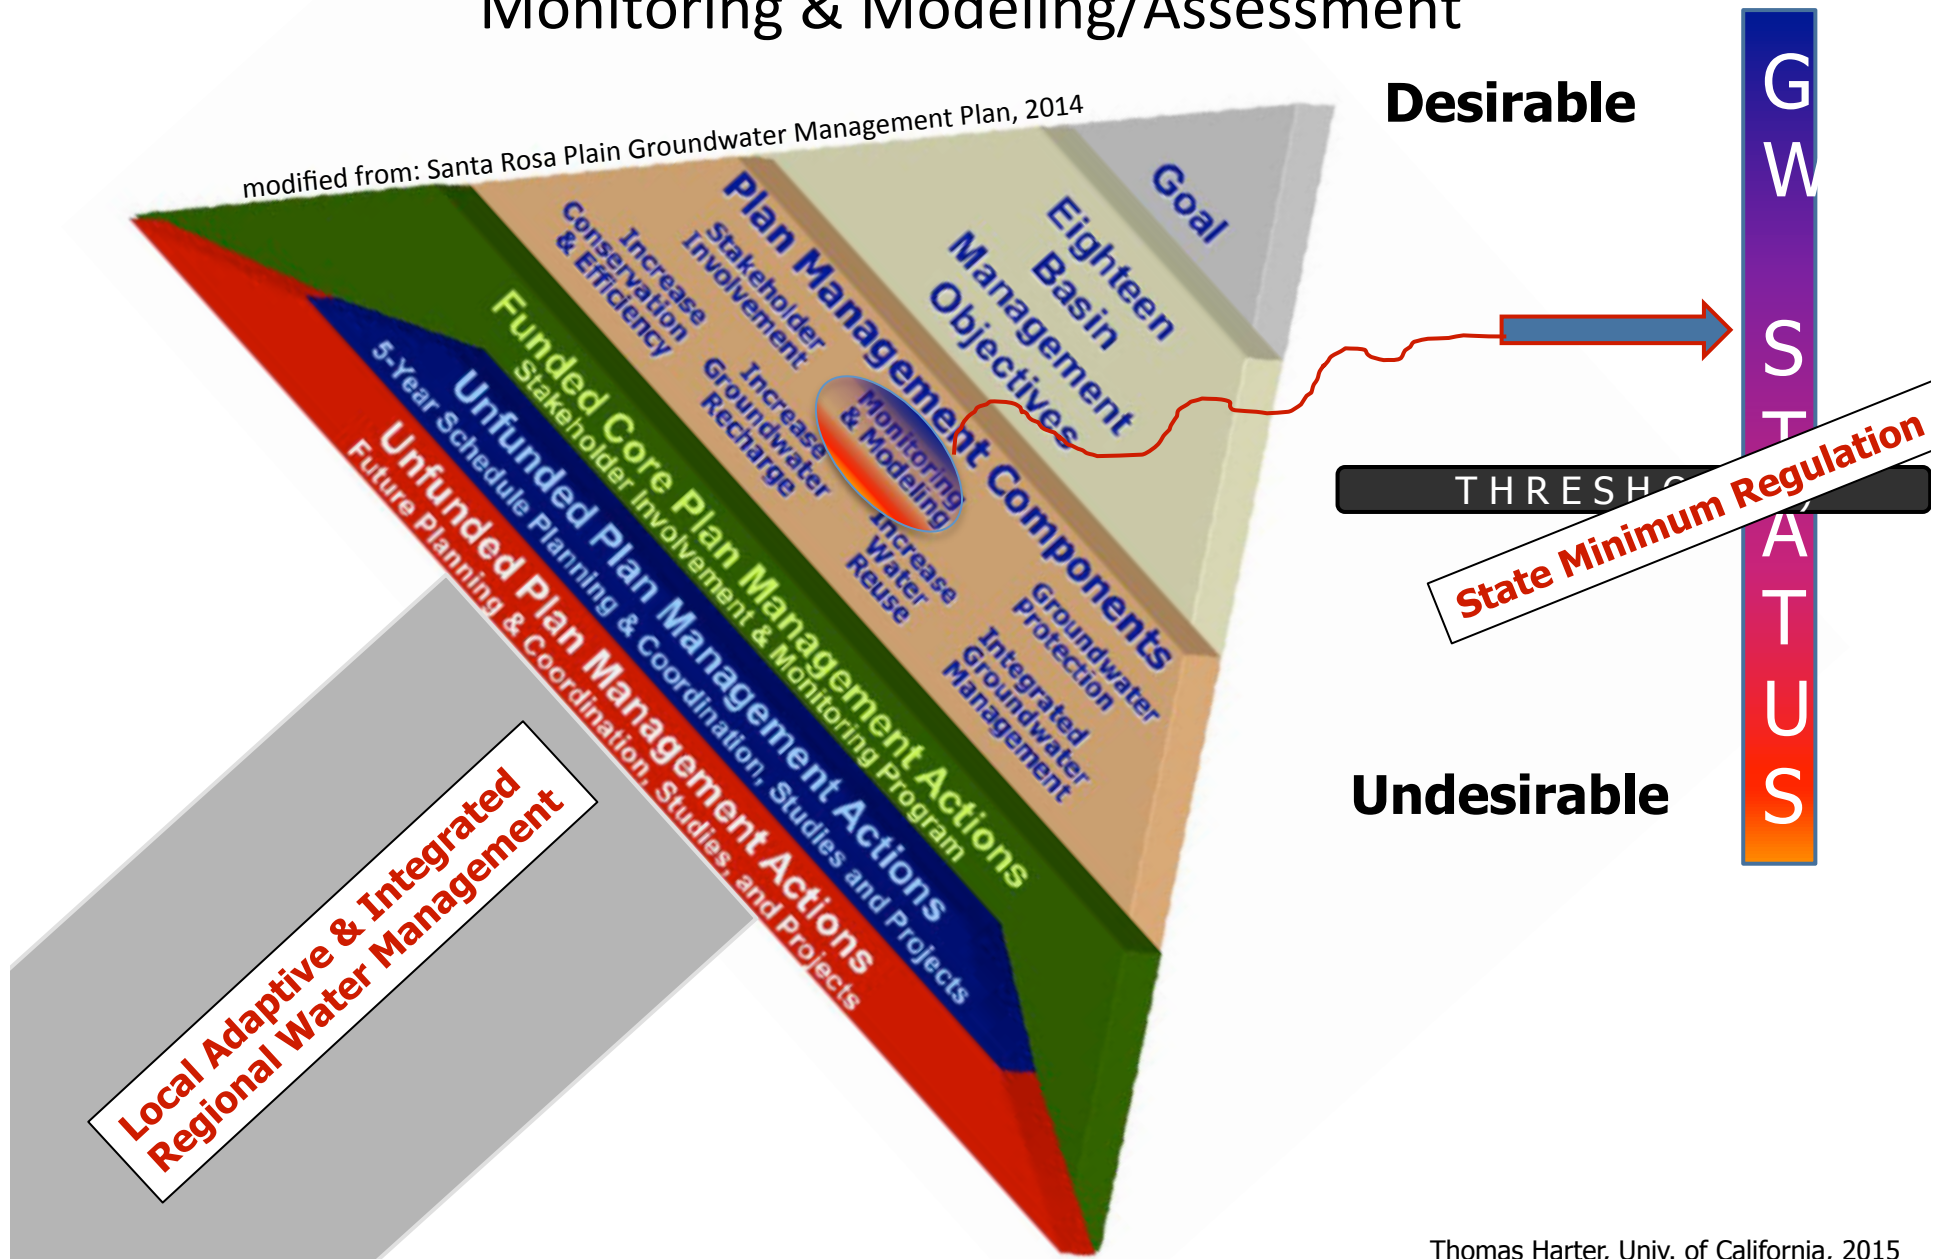 Monitoring & Modeling/Assessment
modified from: Santa Rosa Plain Groundwater Management Plan, 2014
Goal
Eighteen
Basin
Management
Objectives
Plan Management Components
Stakeholder
Involvement
Increase
Conservation
& Efficiency
Increase
Groundwater
Recharge
Monitoring
& Modeling
Increase
Water
Reuse
Groundwater
Protection
Integrated
Groundwater
Management
Funded Core Plan Management Actions
Stakeholder Involvement & Monitoring Program
Unfunded Plan Management Actions
5-Year Schedule Planning & Coordination, Studies and Projects
Unfunded Plan Management Actions
Future Planning & Coordination, Studies, and Projects
Local Adaptive & Integrated
Regional Water Management
Desirable
Undesirable
GW STATUS
State Minimum Regulation
Thomas Harter, Univ. of California, 2015